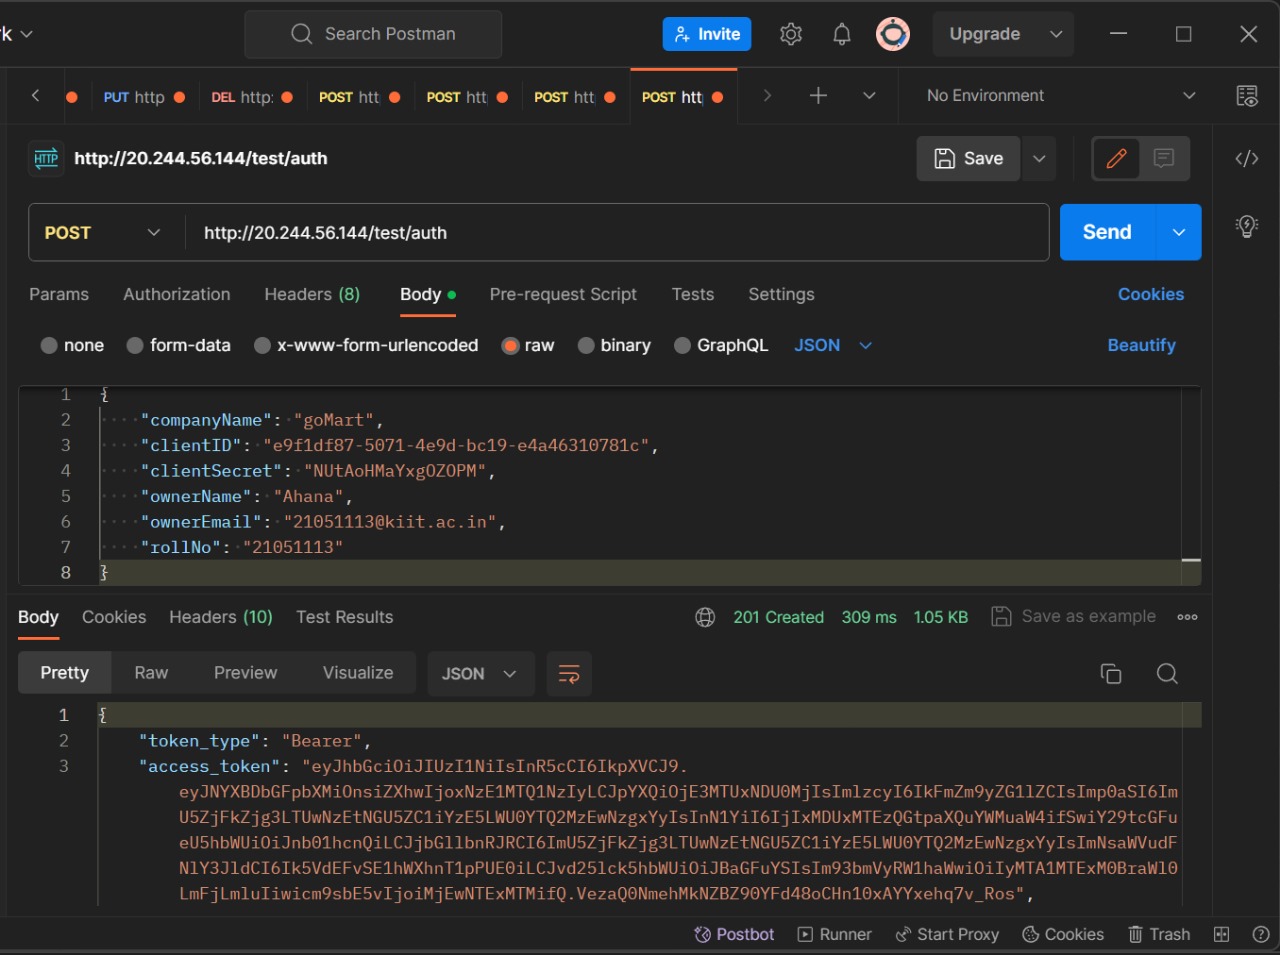 rk
Search Postman
Invite
Upgrade
PUT http
DEL http:
POST htt
POST htt
POST htt
POST htt
No Environment
HTTP
http://20.244.56.144/test/auth
Save
POST
http://20.244.56.144/test/auth
Send
Params Authorization Headers (8) Body Pre-request Script Tests Settings Cookies
none form-data x-www-form-urlencoded raw binary GraphQL JSON Beautify
1 {
2 "companyName": "goMart",
3 "clientID": "e9f1df87-5071-4e9d-bc19-e4a46310781c",
4 "clientSecret": "NUtAoHMaYxgOZOPM",
5 "ownerName": "Ahana",
6 "ownerEmail": "21051113@kiit.ac.in",
7 "rollNo": "21051113"
8 }
Body Cookies Headers (10) Test Results 201 Created 309 ms 1.05 KB Save as example
Pretty Raw Preview Visualize JSON
1 {
2 "token_type": "Bearer",
3 "access_token": "eyJhbGciOiJIUzI1NiIsInR5cCI6IkpXVCJ9.
eyJNYXBDbGFpbXMiOnsiZXhwIjoxNzE1MTQ1NzIyLCJpYXQiOjE3MTUxNDU0MjIsImlzcyI6IkFmZm9yZG1lZCIsImp0aSI6Im
U5ZjFkZjg3LTUwNzEtNGU5ZC1iYzE5LWU0YTQ2MzEwNzgxYyIsInN1YiI6IjIxMDUxMTEzQGtpaXQuYWMuaW4ifSwiY29tcGFu
eU5hbWUiOiJnb01hcnQiLCJjbGllbnRJRCI6ImU5ZjFkZjg3LTUwNzEtNGU5ZC1iYzE5LWU0YTQ2MzEwNzgxYyIsImNsaWVudF
NlY3JldCI6Ik5VdEFvSE1hWXhnT1pPUE0iLCJvd25lck5hbWUiOiJBaGFuYSIsIm93bmVyRW1haWwiOiIyMTA1MTExM0BraWl0
LmFjLmluIiwicm9sbE5vIjoiMjEwNTExMTMifQ.VezaQ0NmehMkNZBZ90YFd48oCHn10xAYYxehq7v_Ros",
Postbot Runner Start Proxy Cookies Trash